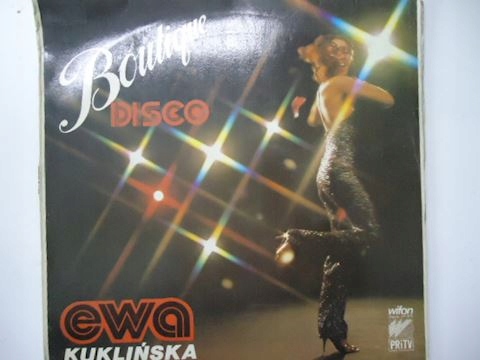 Boutique
DISCO
ewa
KUKLIŃSKA
wifon
PRiTV